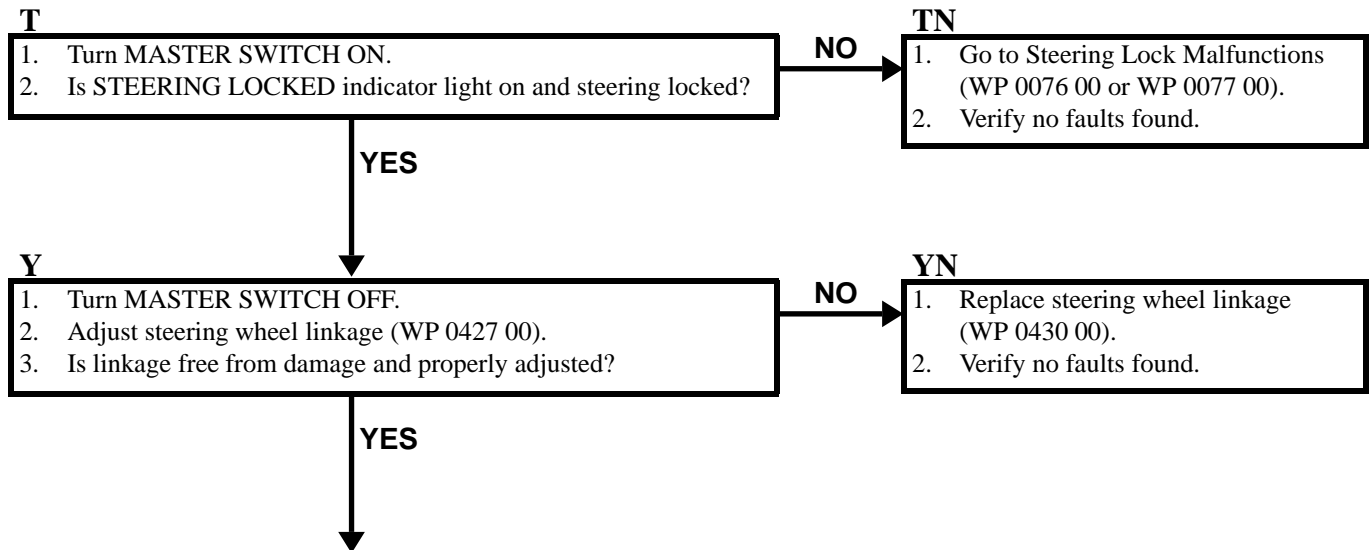 T
1. Turn MASTER SWITCH ON.
2. Is STEERING LOCKED indicator light on and steering locked?
NO
TN
1. Go to Steering Lock Malfunctions
(WP 0076 00 or WP 0077 00).
2. Verify no faults found.
YES
Y
1. Turn MASTER SWITCH OFF.
2. Adjust steering wheel linkage (WP 0427 00).
3. Is linkage free from damage and properly adjusted?
NO
YN
1. Replace steering wheel linkage
(WP 0430 00).
2. Verify no faults found.
YES